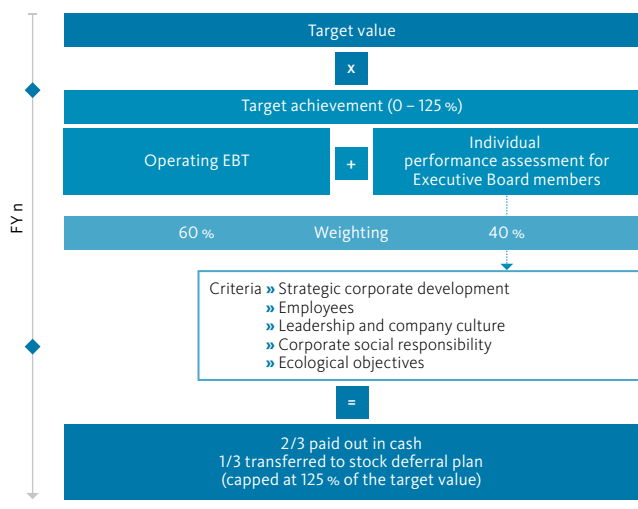 Target value
x
Target achievement (0 – 125 %)
Operating EBT
+
Individual
performance assessment for
Executive Board members
FY n
60 % Weighting 40 %
Criteria » Strategic corporate development
» Employees
» Leadership and company culture
» Corporate social responsibility
» Ecological objectives
=
2/3 paid out in cash
1/3 transferred to stock deferral plan
(capped at 125 % of the target value)